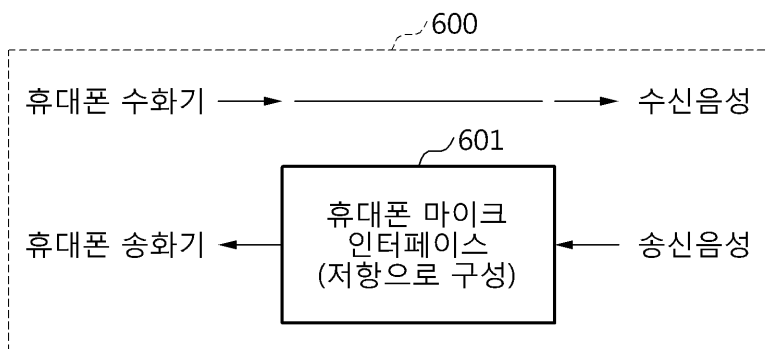 600
휴대폰 수화기
수신음성
601
휴대폰 마이크
인터페이스
(저항으로 구성)
휴대폰 송화기
송신음성